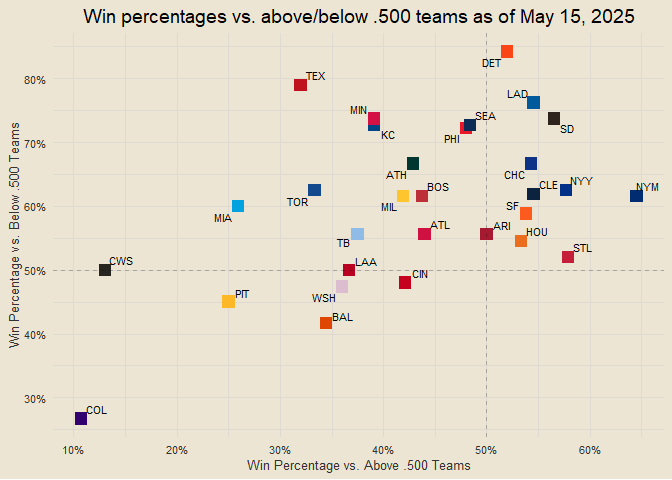 Win percentages vs. above/below .500 teams as of May 15, 2025
DET
80%
TEX
LAD
MIN
SEA
SD
KC
PHI
70%
ATH
CHC
BOS
CLE
NYY
NYM
TOR
MIL
SF
60%
MIA
ATL
ARI
HOU
TB
STL
CWS
LAA
50%
CIN
WSH
PIT
BAL
40%
30%
COL
10%
20%
30%
40%
50%
60%
Win Percentage vs. Above .500 Teams
Win Percentage vs. Below .500 Teams